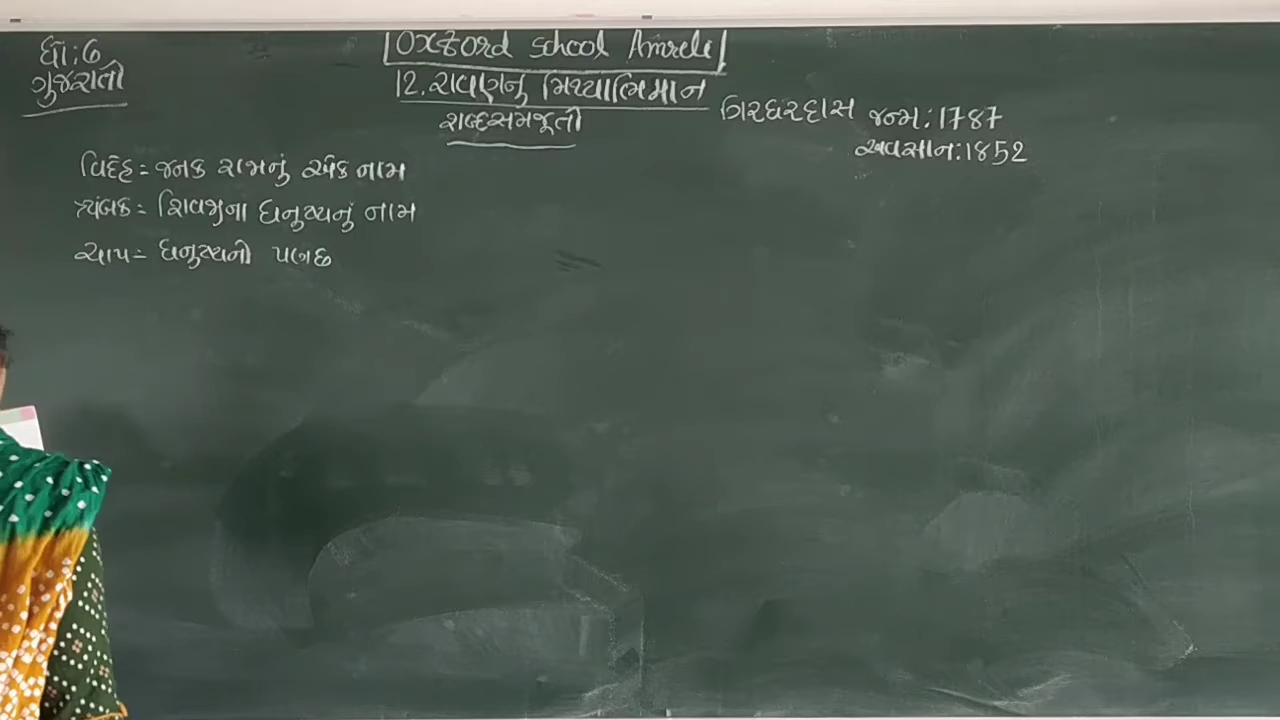 ધો:૭
ગુજરાતી
Oxford School Amreli
12. રાવણનુ મિથ્યાભિમાન
શબ્દસમજૂતી
ગિરધરદાસ જન્મ:1787
અવસાન:1852
વિદેહ = જનક રાજાનું એક નામ
ત્ર્યંબક = શિવજીના ધનુષ્યનું નામ
ચાપ = ધનુષ્યની પણછ